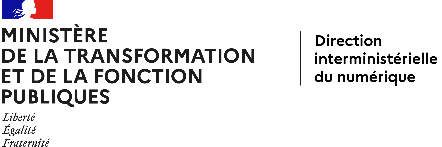 MINISTÈRE
DE LA TRANSFORMATION
ET DE LA FONCTION
PUBLIQUES
Liberté
Égalité
Fraternité
Direction
interministérielle
du numérique